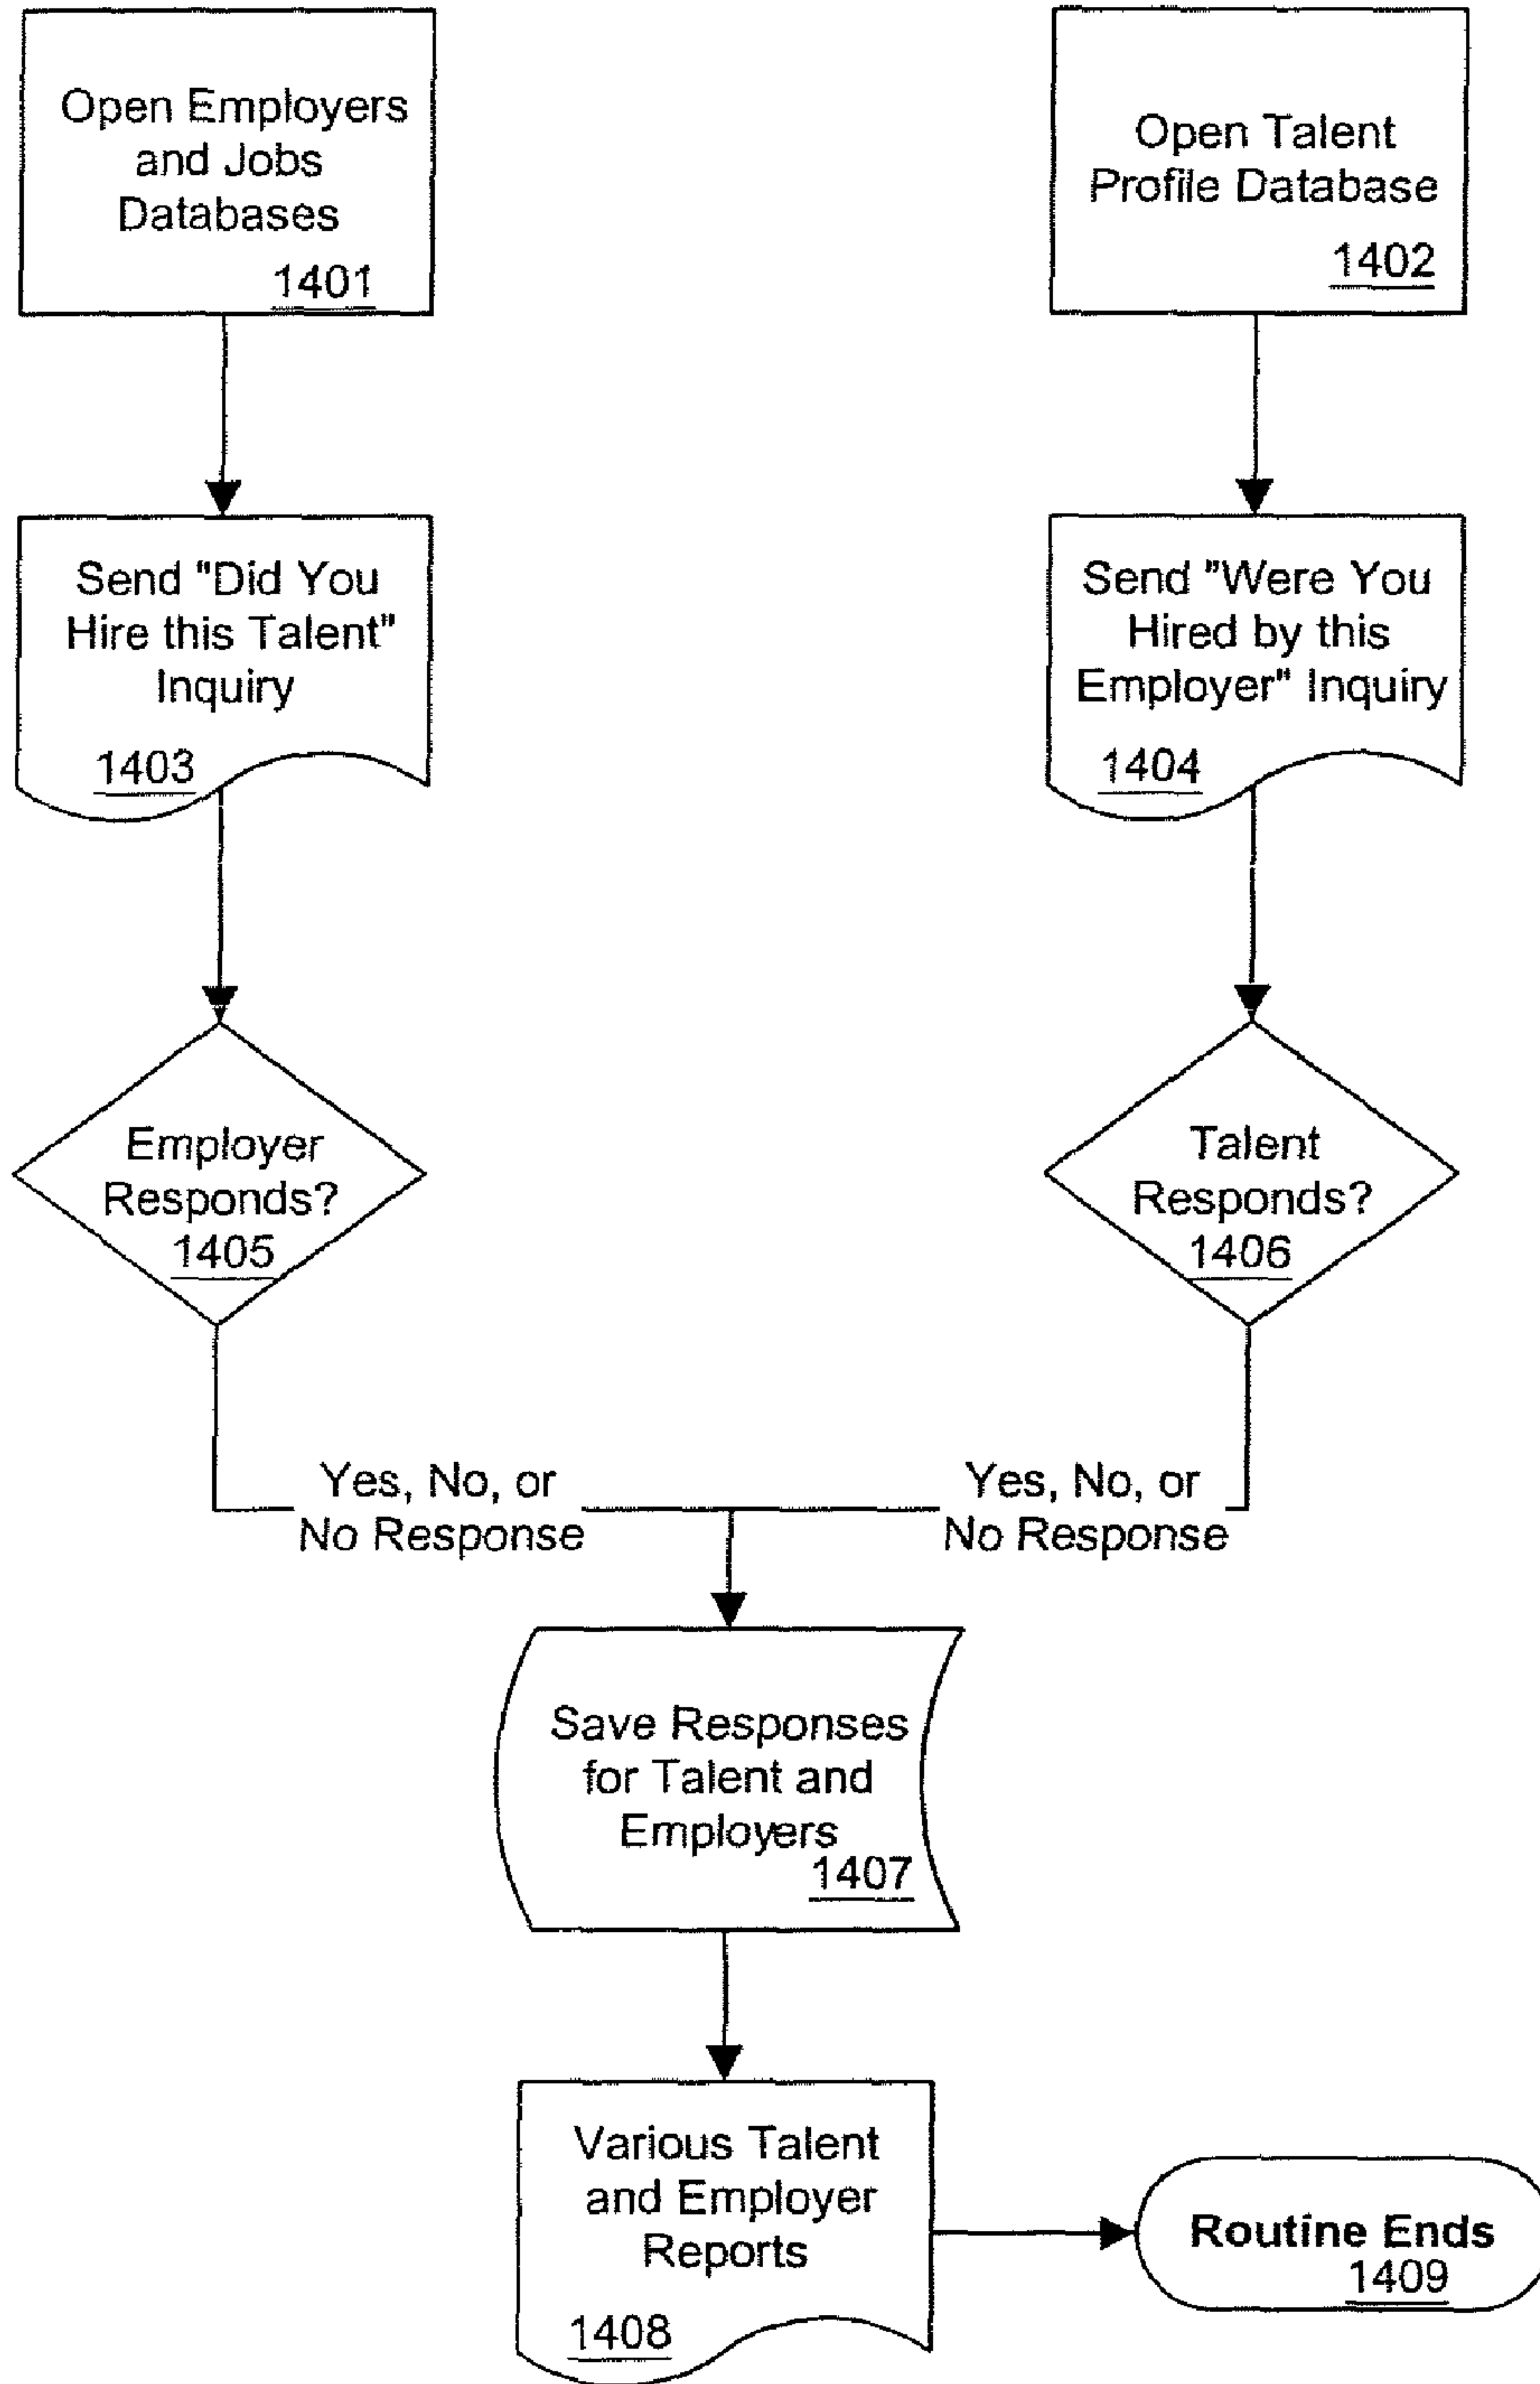 Open Employers
and Jobs
Databases
1401
Open Talent
Profile Database
1402
Send "Did You
Hire this Talent"
Inquiry
1403
Send "Were You
Hired by this
Employer" Inquiry
1404
Employer
Responds?
1405
Talent
Responds?
1406
Yes, No, or
No Response
Yes, No, or
No Response
Save Responses
for Talent and
Employers
1407
Various Talent
and Employer
Reports
1408
Routine Ends
1409